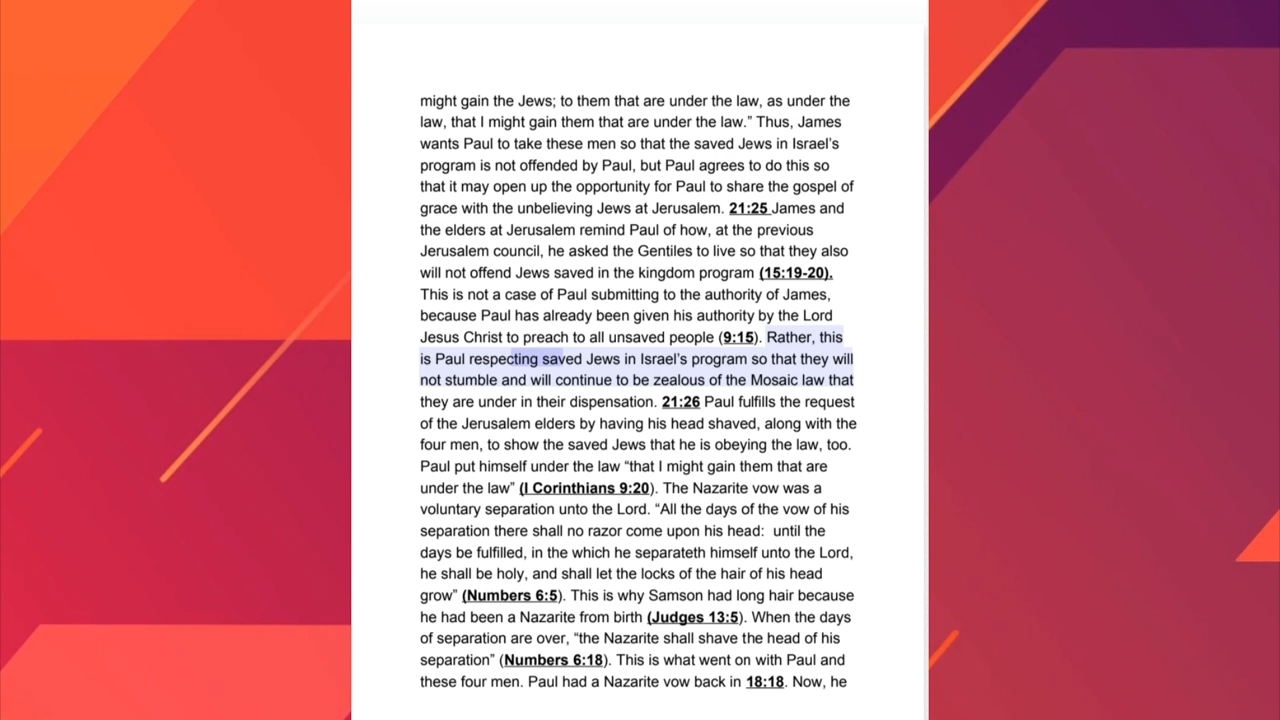 might gain the Jews; to them that are under the law, as under the
law, that I might gain them that are under the law.” Thus, James
wants Paul to take these men so that the saved Jews in Israel’s
program is not offended by Paul, but Paul agrees to do this so
that it may open up the opportunity for Paul to share the gospel of
grace with the unbelieving Jews at Jerusalem. 21:25 James and
the elders at Jerusalem remind Paul of how, at the previous
Jerusalem council, he asked the Gentiles to live so that they also
will not offend Jews saved in the kingdom program (15:19-20).
This is not a case of Paul submitting to the authority of James,
because Paul has already been given his authority by the Lord
Jesus Christ to preach to all unsaved people (9:15). Rather, this
is Paul respecting saved Jews in Israel’s program so that they will
not stumble and will continue to be zealous of the Mosaic law that
they are under in their dispensation. 21:26 Paul fulfills the request
of the Jerusalem elders by having his head shaved, along with the
four men, to show the saved Jews that he is obeying the law, too.
Paul put himself under the law “that I might gain them that are
under the law” (I Corinthians 9:20). The Nazarite vow was a
voluntary separation unto the Lord. “All the days of the vow of his
separation there shall no razor come upon his head:  until the
days be fulfilled, in the which he separateth himself unto the Lord,
he shall be holy, and shall let the locks of the hair of his head
grow” (Numbers 6:5). This is why Samson had long hair because
he had been a Nazarite from birth (Judges 13:5). When the days
of separation are over, “the Nazarite shall shave the head of his
separation” (Numbers 6:18). This is what went on with Paul and
these four men. Paul had a Nazarite vow back in 18:18. Now, he